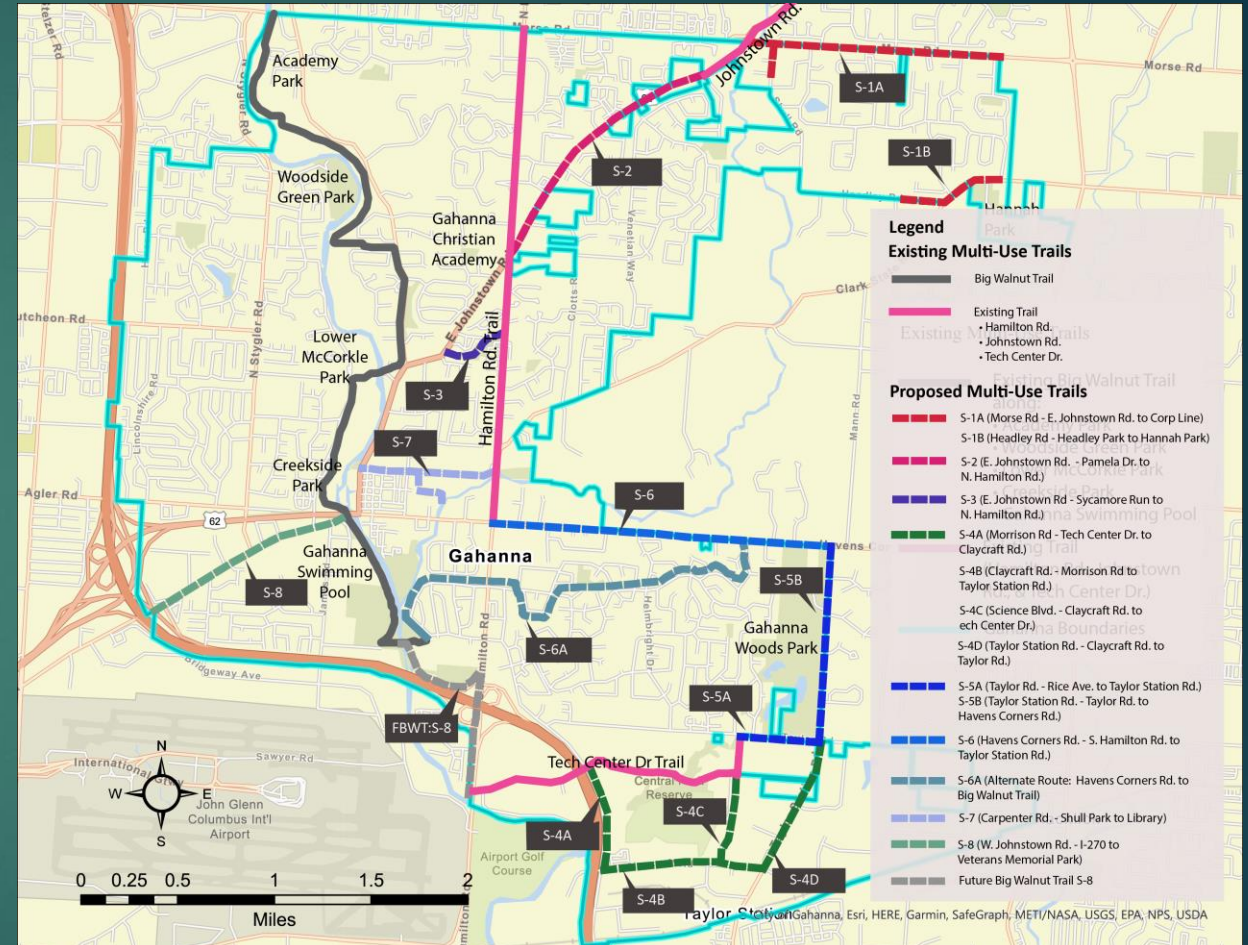 Morse Rd
Johnstown Rd.
Academy
Park
Morse Rd
S-1A
S-1B
Woodside
Green Park
S-2
Hannah
Park
Venetian Way
Gahanna
Christian
Academy
E Johnstown Rd
Clotts Rd
Hamilton Rd. Trail
Clark State
utcheon Rd
N Stygler Rd
N Stygler Rd
Lower
McCorkle
Park
S-3
Lincolnshire Rd
Mann Rd
S-7
Creekside
Park
Agler Rd
62
S-6
Gahanna
Gahanna
Swimming
Pool
S-8
S-5B
Helmbright Dr
Gahanna
Woods Park
S-6A
Bridgeway Ave
S-5A
FBWT:S-8
Tech Center Dr Trail
Central
Reserve
International Gtwy
Sawyer Rd
John Glenn
Columbus Int'l
Airport
N
W
E
S
S-4A
S-4C
Airport Golf
Course
S-4B
S-4D
0 0.25 0.5 1 1.5 2
Miles
Taylor Station
Gahanna, Esri, HERE, Garmin, SafeGraph, METI/NASA, USGS, EPA, NPS, USDA
Legend
Existing Multi-Use Trails
Big Walnut Trail
Existing Trail
• Hamilton Rd.
• Johnstown Rd.
• Tech Center Dr.
Proposed Multi-Use Trails
S-1A (Morse Rd - E. Johnstown Rd. to Corp Line)
S-1B (Headley Rd - Headley Park to Hannah Park)
S-2 (E. Johnstown Rd. - Pamela Dr. to
N. Hamilton Rd.)
S-3 (E. Johnstown Rd - Sycamore Run to
N. Hamilton Rd.)
S-4A (Morrison Rd - Tech Center Dr. to
Claycraft Rd.)
S-4B (Claycraft Rd. - Morrison Rd to
Taylor Station Rd.)
S-4C (Science Blvd. - Claycraft Rd. to
ech Center Dr.)
S-4D (Taylor Station Rd. - Claycraft Rd. to
Taylor Rd.)
S-5A (Taylor Rd. - Rice Ave. to Taylor Station Rd.)
S-5B (Taylor Station Rd. - Taylor Rd. to
Havens Corners Rd.)
S-6 (Havens Corners Rd. - S. Hamilton Rd. to
Taylor Station Rd.)
S-6A (Alternate Route: Havens Corners Rd. to
Big Walnut Trail)
S-7 (Carpenter Rd. - Shull Park to Library)
S-8 (W. Johnstown Rd. - I-270 to
Veterans Memorial Park)
Future Big Walnut Trail S-8